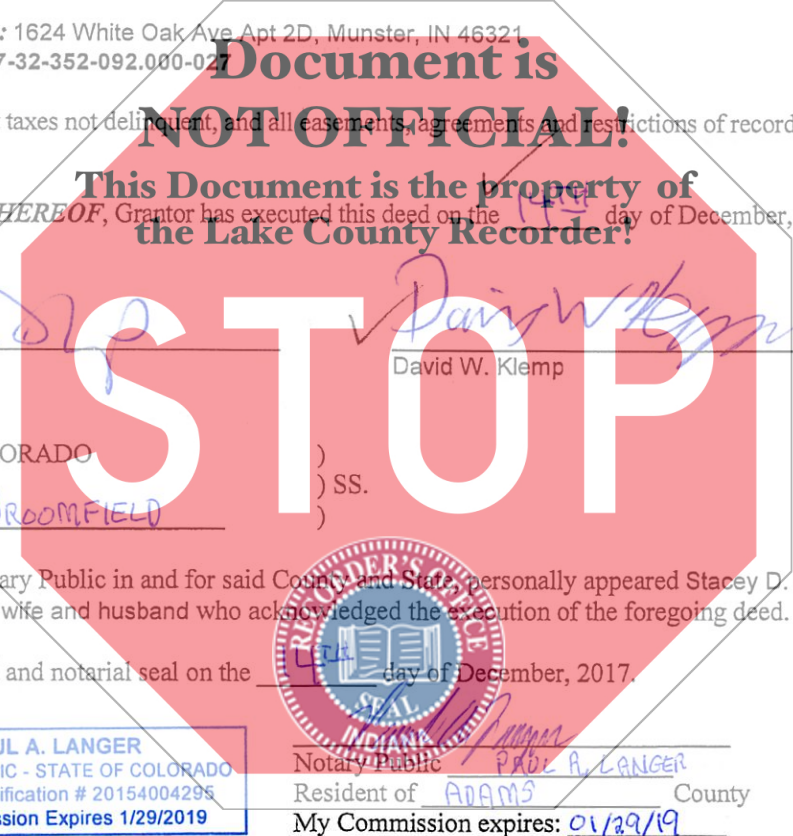 : 1624 White Oak Ave Apt 2D, Munster, IN 46321
7-32-352-092.000-027
Document is
NOT OFFICIAL!
taxes not delinquent, and all easements, agreements and restrictions of record
This Document is the property of
HEREOF, Grantor has executed this deed on the day of December,
the Lake County Recorder!
STOP
David W. Klemp
ORADO )
) SS.
ROOMFIELD )
ary Public in and for said County and State, personally appeared Stacey D.
wife and husband who acknowledged the execution of the foregoing deed.
and notarial seal on the 4TH day of December, 2017.
RECORDER'S OFFICE
SEAL
INDIANA
UL A. LANGER
IC - STATE OF COLORADO
ification # 20154004295
ssion Expires 1/29/2019
Notary Public PAUL A. LANGER
Resident of ADAMS County
My Commission expires: 01/29/19